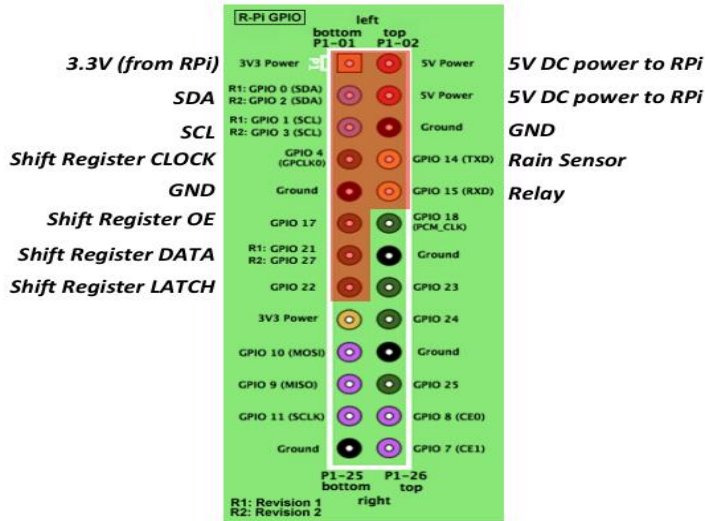 R-Pi GPIO
left
bottom top
P1-01 P1-02
3.3V (from RPi) 3V3 Power 5V Power 5V DC power to RPi
SDA R1: GPIO 0 (SDA)
R2: GPIO 2 (SDA) 5V Power 5V DC power to RPi
SCL R1: GPIO 1 (SCL)
R2: GPIO 3 (SCL) Ground GND
Shift Register CLOCK GPIO 4
(GPCLK0) GPIO 14 (TXD) Rain Sensor
GND Ground GPIO 15 (RXD) Relay
Shift Register OE GPIO 17 GPIO 18
(PCM_CLK)
Shift Register DATA R1: GPIO 21
R2: GPIO 27 Ground
Shift Register LATCH GPIO 22 GPIO 23
3V3 Power GPIO 24
GPIO 10 (MOSI) Ground
GPIO 9 (MISO) GPIO 25
GPIO 11 (SCLK) GPIO 8 (CE0)
Ground GPIO 7 (CE1)
P1-25 P1-26
bottom top
right
R1: Revision 1
R2: Revision 2